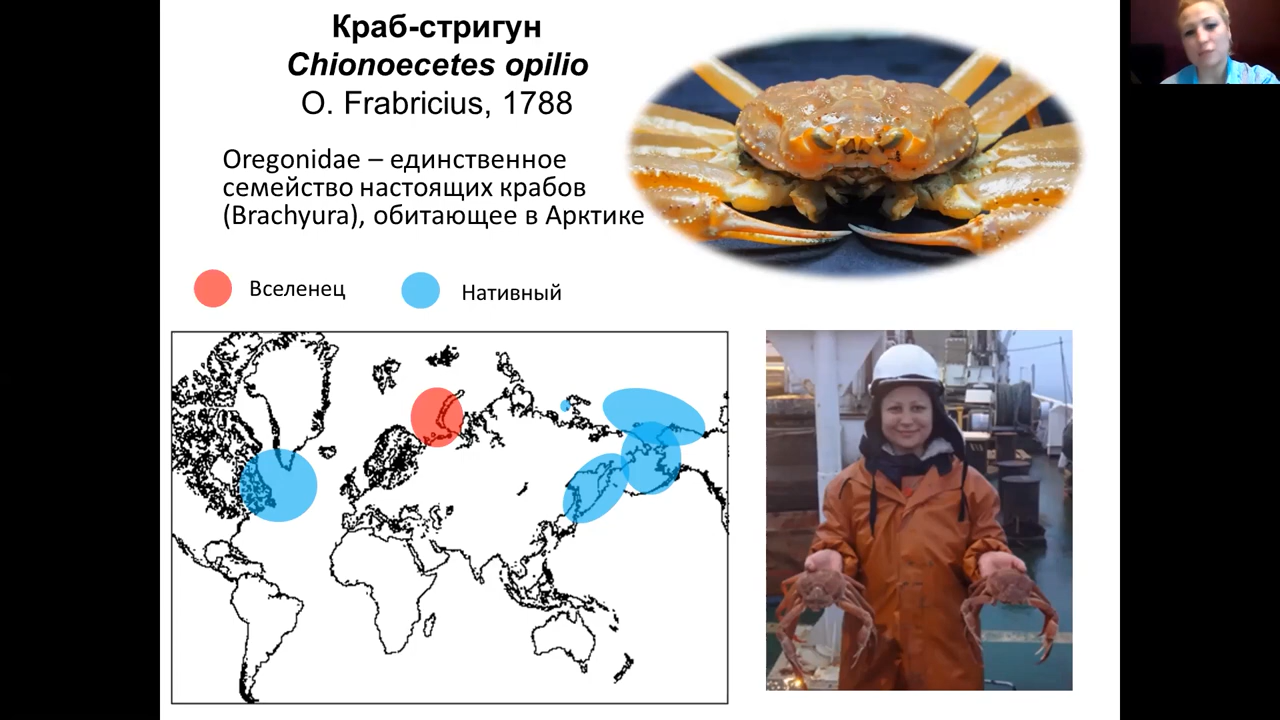 Краб-стригун
Chionoecetes opilio
O. Frabricius, 1788
Oregonidae – единственное
семейство настоящих крабов
(Brachyura), обитающее в Арктике
Вселенец
Нативный